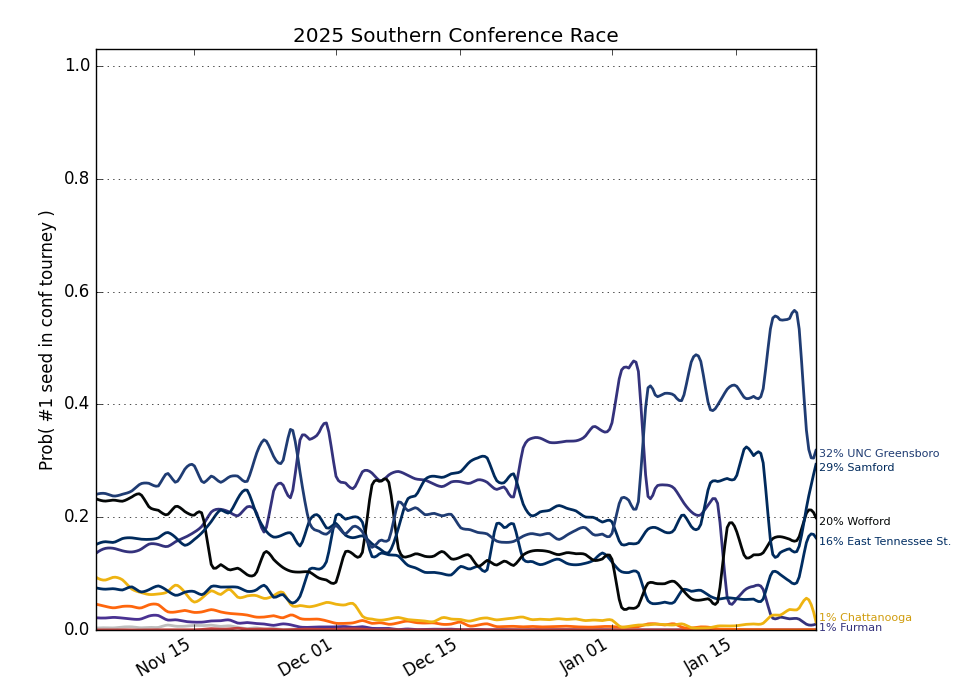 2025 Southern Conference Race
Prob( #1 seed in conf tourney )
1.0
0.8
0.6
0.4
0.2
0.0
Nov 15
Dec 01
Dec 15
Jan 01
Jan 15
32% UNC Greensboro
29% Samford
20% Wofford
16% East Tennessee St.
1% Chattanooga
1% Furman